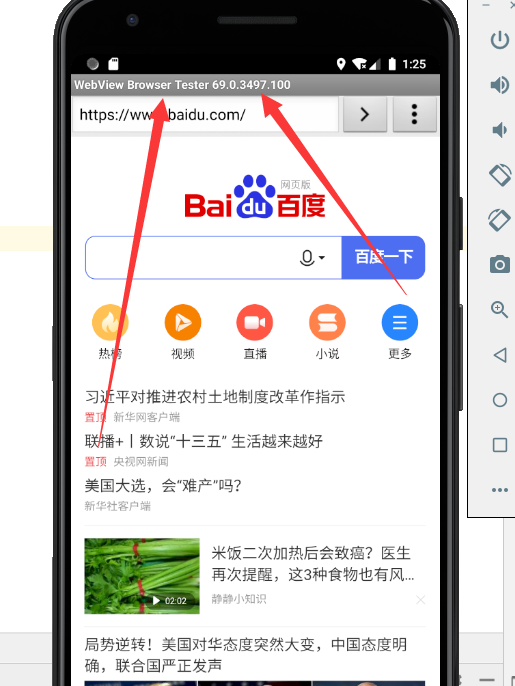 1:25
WebView Browser Tester 69.0.3497.100
https://www.baidu.com/
Bai du 百度
网页版
百度一下
热榜 视频 直播 小说 更多
习近平对推进农村土地制度改革作指示
置顶 新华网客户端
联播+丨数说“十三五” 生活越来越好
置顶 央视网新闻
美国大选，会“难产”吗？
新华社客户端
米饭二次加热后会致癌？医生
再次提醒，这3种食物也有风...
02:02
静静小知识
局势逆转！美国对华态度突然大变，中国态度明
确，联合国严正发声